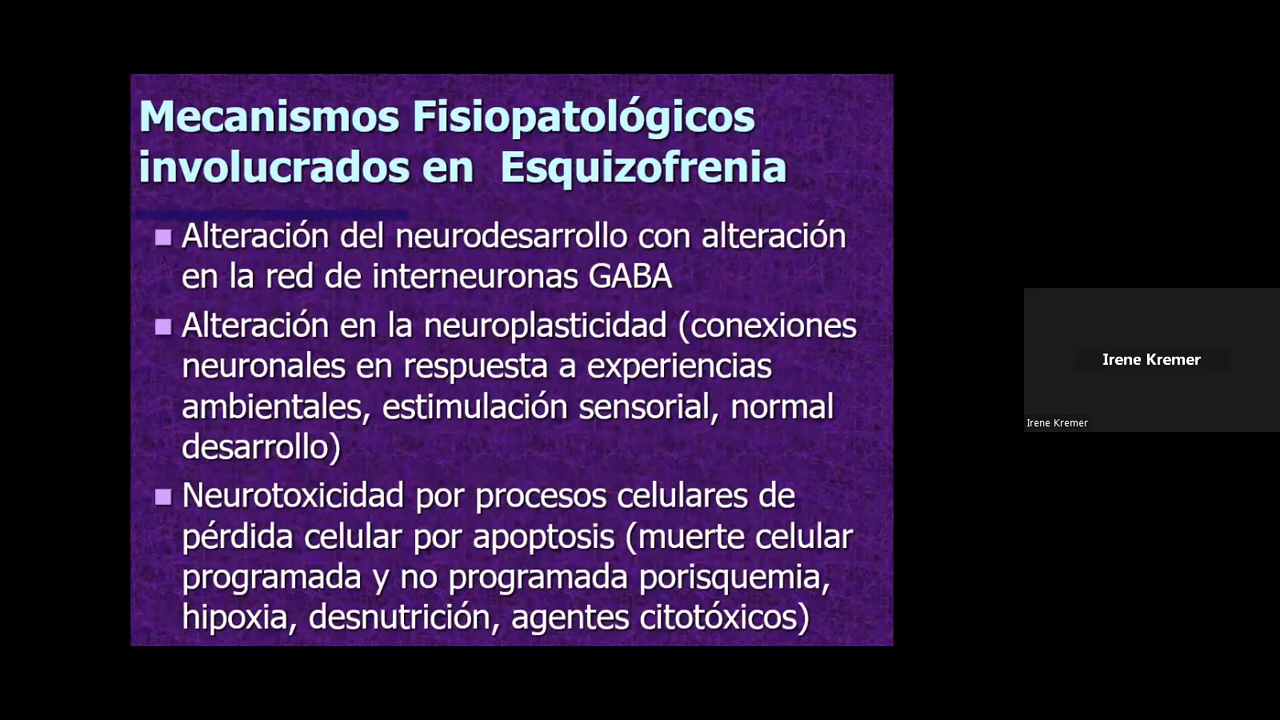 Mecanismos Fisiopatológicos
involucrados en Esquizofrenia
Alteración del neurodesarrollo con alteración
en la red de interneuronas GABA
Alteración en la neuroplasticidad (conexiones
neuronales en respuesta a experiencias
ambientales, estimulación sensorial, normal
desarrollo)
Neurotoxicidad por procesos celulares de
pérdida celular por apoptosis (muerte celular
programada y no programada porisquemia,
hipoxia, desnutrición, agentes citotóxicos)
Irene Kremer
Irene Kremer